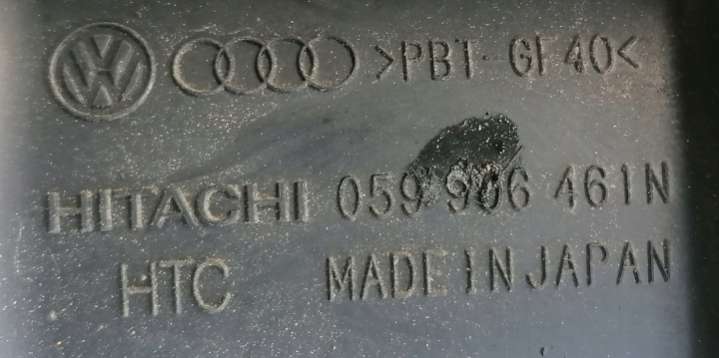 >PBT-GF40<
HITACHI 059 906 461N
HTC MADE IN JAPAN